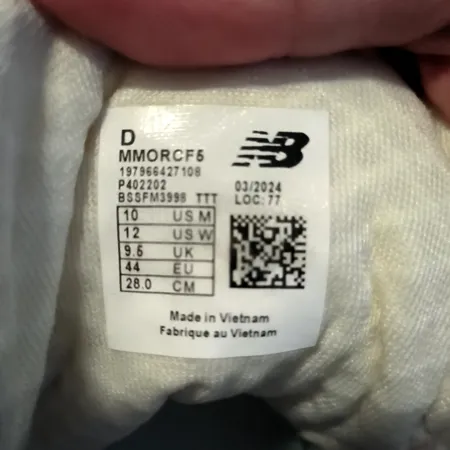 D
MMORCF5
197966427108
P402202
BSSFM3998 TTT
03/2024
LOC: 77
10 US M
12 US W
9.5 UK
44 EU
28.0 CM
NB
Made in Vietnam
Fabrique au Vietnam